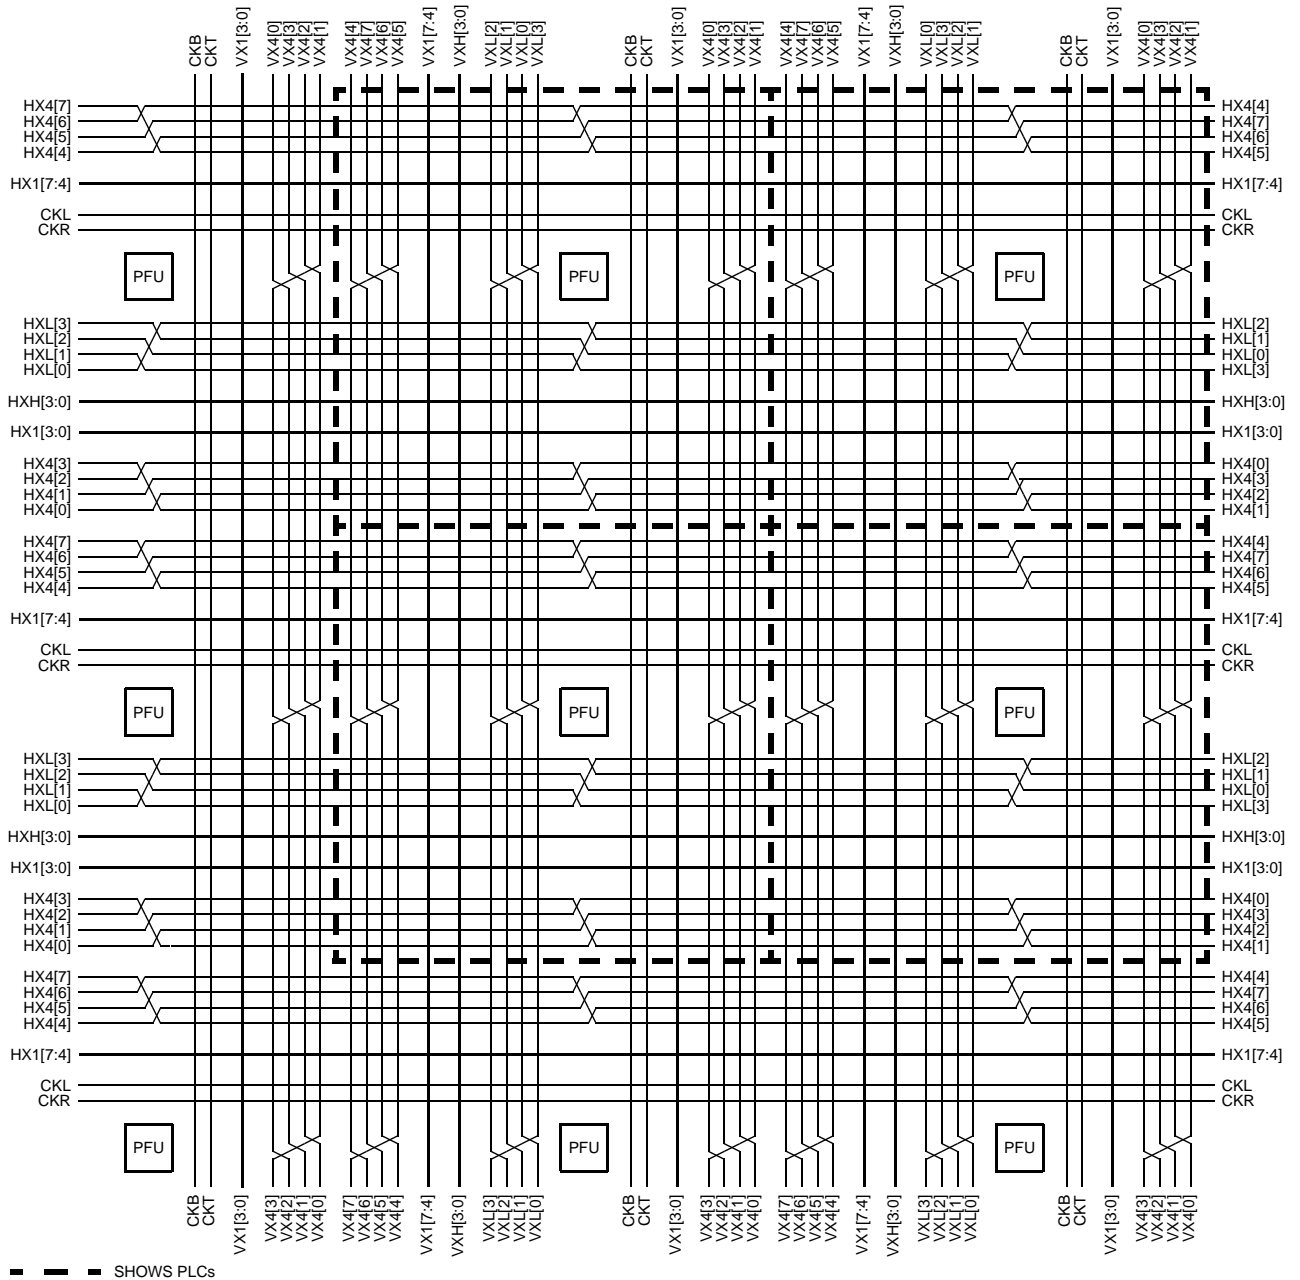 CKB
CKT
VX1[3:0]
VX4[0]
VX4[3]
VX4[2]
VX4[1]
VX4[4]
VX4[7]
VX4[6]
VX4[5]
VX1[7:4]
VXH[3:0]
VXL[2]
VXL[1]
VXL[0]
VXL[3]
CKB
CKT
VX1[3:0]
VX4[0]
VX4[3]
VX4[2]
VX4[1]
VX4[4]
VX4[7]
VX4[6]
VX4[5]
VX1[7:4]
VXH[3:0]
VXL[0]
VXL[3]
VXL[2]
VXL[1]
CKB
CKT
VX1[3:0]
VX4[0]
VX4[3]
VX4[2]
VX4[1]
HX4[7] HX4[4]
HX4[6] HX4[7]
HX4[5] HX4[6]
HX4[4] HX4[5]
HX1[7:4] HX1[7:4]
CKL CKL
CKR CKR
PFU PFU PFU
HXL[3] HXL[2]
HXL[2] HXL[1]
HXL[1] HXL[0]
HXL[0] HXL[3]
HXH[3:0] HXH[3:0]
HX1[3:0] HX1[3:0]
HX4[3] HX4[0]
HX4[2] HX4[3]
HX4[1] HX4[2]
HX4[0] HX4[1]
HX4[7] HX4[4]
HX4[6] HX4[7]
HX4[5] HX4[6]
HX4[4] HX4[5]
HX1[7:4] HX1[7:4]
CKL CKL
CKR CKR
PFU PFU PFU
HXL[3] HXL[2]
HXL[2] HXL[1]
HXL[1] HXL[0]
HXL[0] HXL[3]
HXH[3:0] HXH[3:0]
HX1[3:0] HX1[3:0]
HX4[3] HX4[0]
HX4[2] HX4[3]
HX4[1] HX4[2]
HX4[0] HX4[1]
HX4[7] HX4[4]
HX4[6] HX4[7]
HX4[5] HX4[6]
HX4[4] HX4[5]
HX1[7:4] HX1[7:4]
CKL CKL
CKR CKR
PFU PFU PFU
CKB
CKT
VX1[3:0]
VX4[3]
VX4[2]
VX4[1]
VX4[0]
VX4[7]
VX4[6]
VX4[5]
VX4[4]
VX1[7:4]
VXH[3:0]
VXL[3]
VXL[2]
VXL[1]
VXL[0]
CKB
CKT
VX1[3:0]
VX4[3]
VX4[2]
VX4[1]
VX4[0]
VX4[7]
VX4[6]
VX4[5]
VX4[4]
VX1[7:4]
VXH[3:0]
VXL[3]
VXL[2]
VXL[1]
VXL[0]
CKB
CKT
VX1[3:0]
VX4[3]
VX4[2]
VX4[1]
VX4[0]
SHOWS PLCs